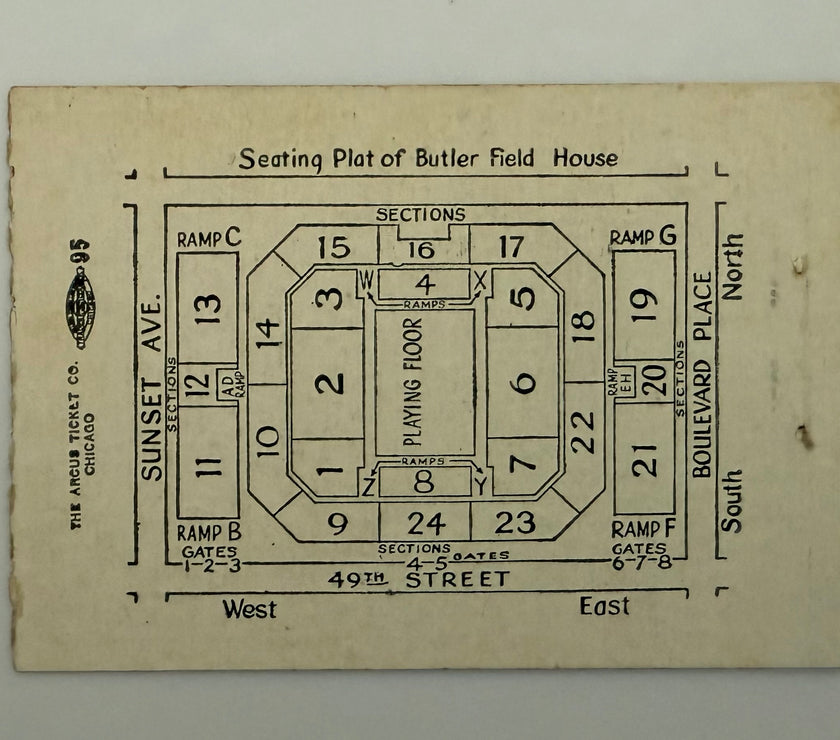 Seating Plat of Butler Field House
SECTIONS
RAMP C
RAMP G
15
16
17
W
4
X
RAMPS
13
14
3
5
18
19
North
95
THE ARCUS TICKET CO.
CHICAGO
SUNSET AVE.
SECTIONS
12
AD
RAMP
2
PLAYING FLOOR
6
RAMP
EH
20
SECTIONS
BOULEVARD PLACE
11
10
1
7
22
21
South
RAMPS
Z
8
Y
9
24
23
RAMP B
RAMP F
GATES
1-2-3
SECTIONS
GATES
4-5
GATES
6-7-8
49TH STREET
West
East